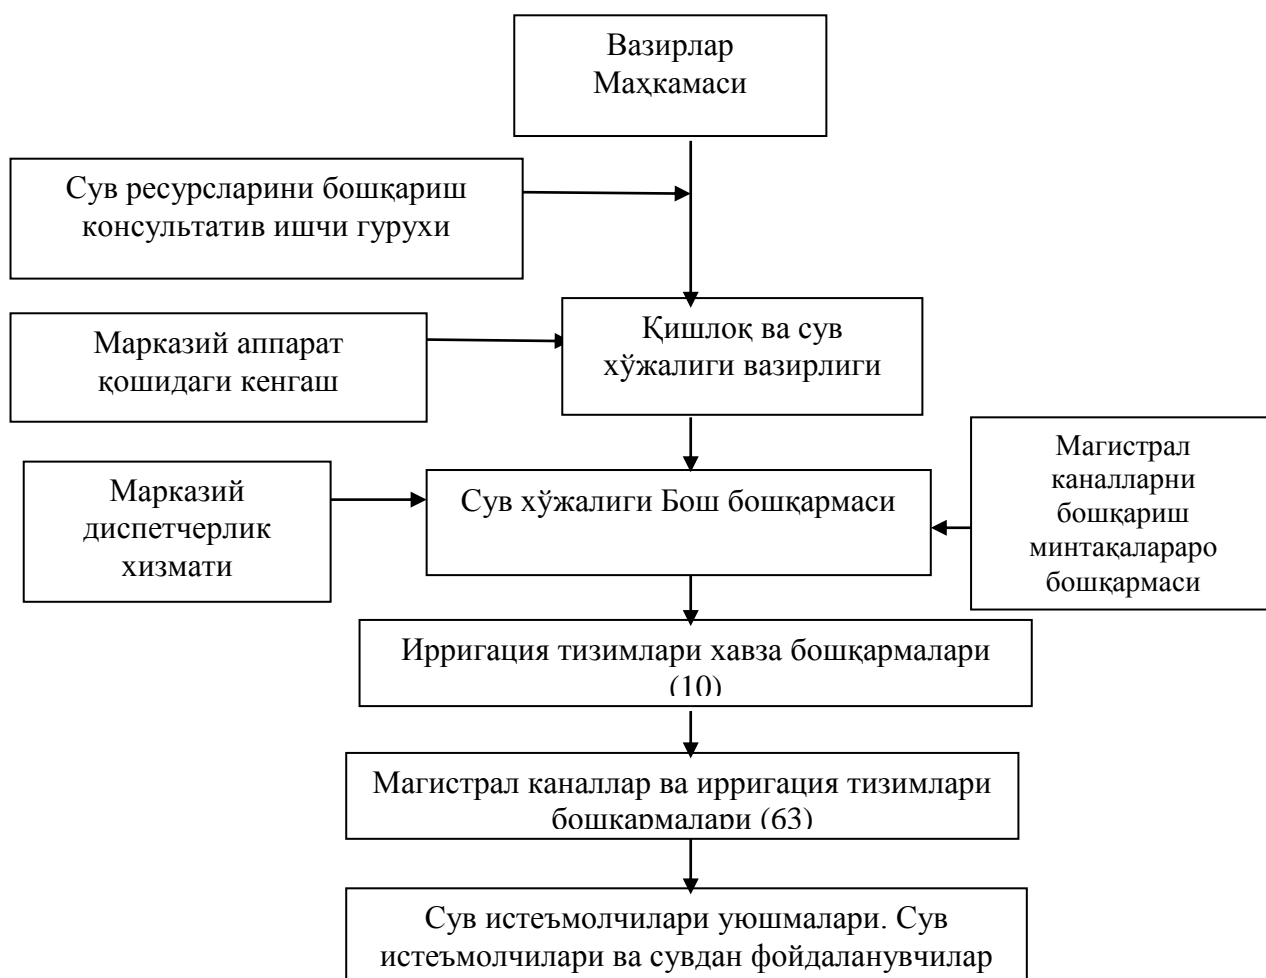 Вазирлар
Маҳкамаси
Сув ресурсларини бошқариш
консультатив ишчи гурухи
Қишлоқ ва сув
хўжалиги вазирлиги
Марказий аппарат
қошидаги кенгаш
Магистрал
каналларни
бошқариш
минтақалараро
бошқармаси
Марказий
диспетчерлик
хизмати
Сув хўжалиги Бош бошқармаси
Ирригация тизимлари хавза бошқармалари
(10)
Магистрал каналлар ва ирригация тизимлари
бошқармалари (63)
Сув истеъмолчилари уюшмалари. Сув
истеъмолчилари ва сувдан фойдаланувчилар